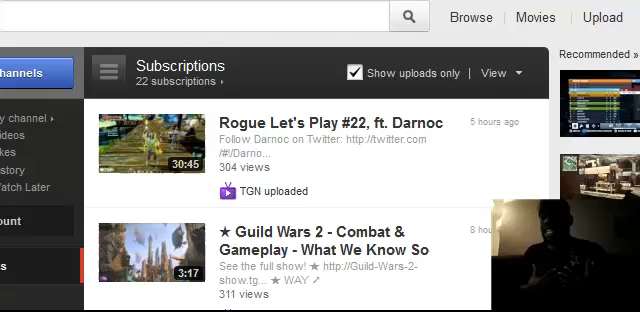 Browse | Movies | Upload
hannels
Subscriptions
22 subscriptions ›
Show uploads only | View
Recommended »
y channel ›
ideos
kes
story
Watch Later
ount
s
Rogue Let's Play #22, ft. Darnoc
5 hours ago
Follow Darnoc on Twitter: http://twitter.com
/#!/Darno...
304 views
30:45
TGN uploaded
★ Guild Wars 2 - Combat &
Gameplay - What We Know So
8 hou
See the full show! ★ http://Guild-Wars-2-
show.tg... ★ WAY ➚
311 views
3:17